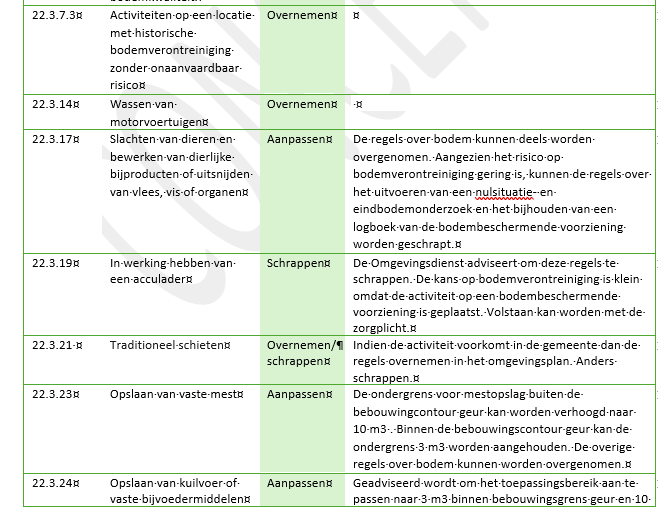 22.3.7.3¤ Activiteiten·op·een·locatie· Overnemen¤ ¤
met·historische·
bodemverontreiniging·
zonder·onaanvaardbaar·
risico¤
22.3.14¤ Wassen·van· Overnemen¤ ·¤
motorvoertuigen¤
22.3.17¤ Slachten·van·dieren·en· Aanpassen¤ De·regels·over·bodem·kunnen·deels·worden·
bewerken·van·dierlijke· overgenomen.·Aangezien·het·risico·op·
bijproducten·of·uitsnijden· bodemverontreiniging·gering·is,·kunnen·de·regels·over·
van·vlees,·vis·of·organen¤ het·uitvoeren·van·een·nulsituatie-·en·
eindbodemonderzoek·en·het·bijhouden·van·een·
logboek·van·de·bodembeschermende·voorziening·
worden·geschrapt.¤
22.3.19¤ In·werking·hebben·van· Schrappen¤ De·Omgevingsdienst·adviseert·om·deze·regels·te·
een·acculader¤ schrappen.·De·kans·op·bodemverontreiniging·is·klein·
omdat·de·activiteit·op·een·bodembeschermende·
voorziening·is·geplaatst.·Volstaan·kan·worden·met·de·
zorgplicht.¤
22.3.21·¤ Traditioneel·schieten¤ Overnemen/¶ Indien·de·activiteit·voorkomt·in·de·gemeente·dan·de·
schrappen¤ regels·overnemen·in·het·omgevingsplan.·Anders·
schrappen.¤
22.3.23¤ Opslaan·van·vaste·mest¤ Aanpassen¤ De·ondergrens·voor·mestopslag·buiten·de·
bebouwingcontour·geur·kan·worden·verhoogd·naar·
10·m3·.·Binnen·de·bebouwingscontour·geur·kan·de·
ondergrens·3·m3·worden·aangehouden.·De·overige·
regels·over·bodem·kunnen·worden·overgenomen.¤
22.3.24¤ Opslaan·van·kuilvoer·of· Aanpassen¤ Geadviseerd·wordt·om·het·toepassingsbereik·aan·te·
vaste·bijvoedermiddelen¤ passen·naar·3·m3·binnen·bebouwingsgrens·geur·en·10·